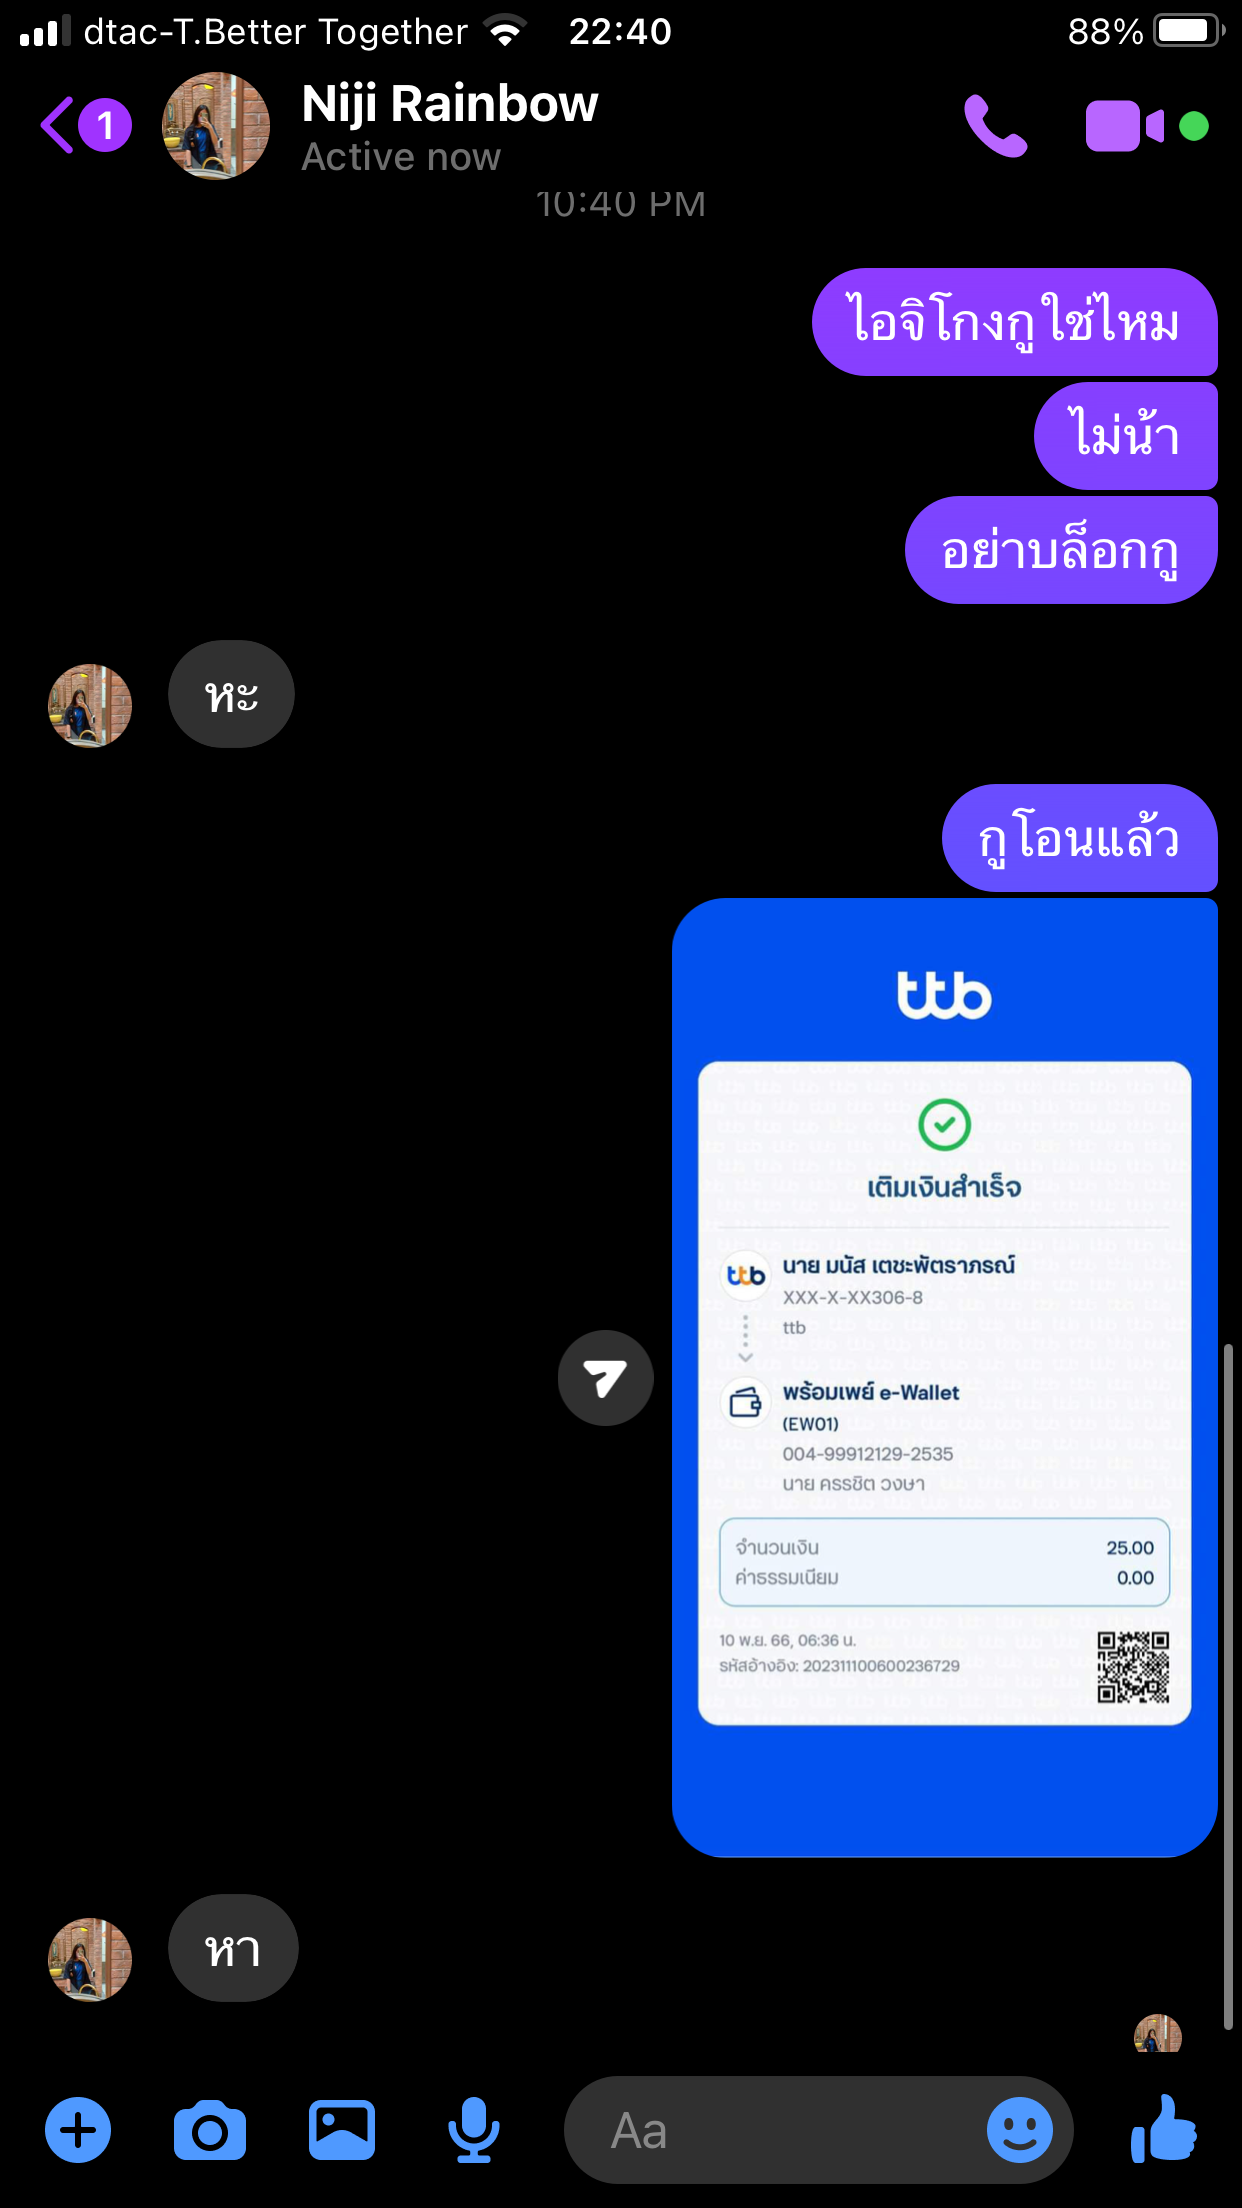 dtac-T.Better Together 22:40 88%
1 Niji Rainbow
Active now
10:40 PM
ไอจิโกงกูใช่ไหม
ไม่น้า
อย่าบล็อกกู
หะ
กูโอนแล้ว
ttb
เติมเงินสำเร็จ
ttb นาย มนัส เตชะพัตราภรณ์
XXX-X-XX306-8
ttb
พร้อมเพย์ e-Wallet
(EW01)
004-99912129-2535
นาย ครรชิต วงษา
จำนวนเงิน 25.00
ค่าธรรมเนียม 0.00
10 พ.ย. 66, 06:36 น.
รหัสอ้างอิง: 202311100600236729
หา
Aa